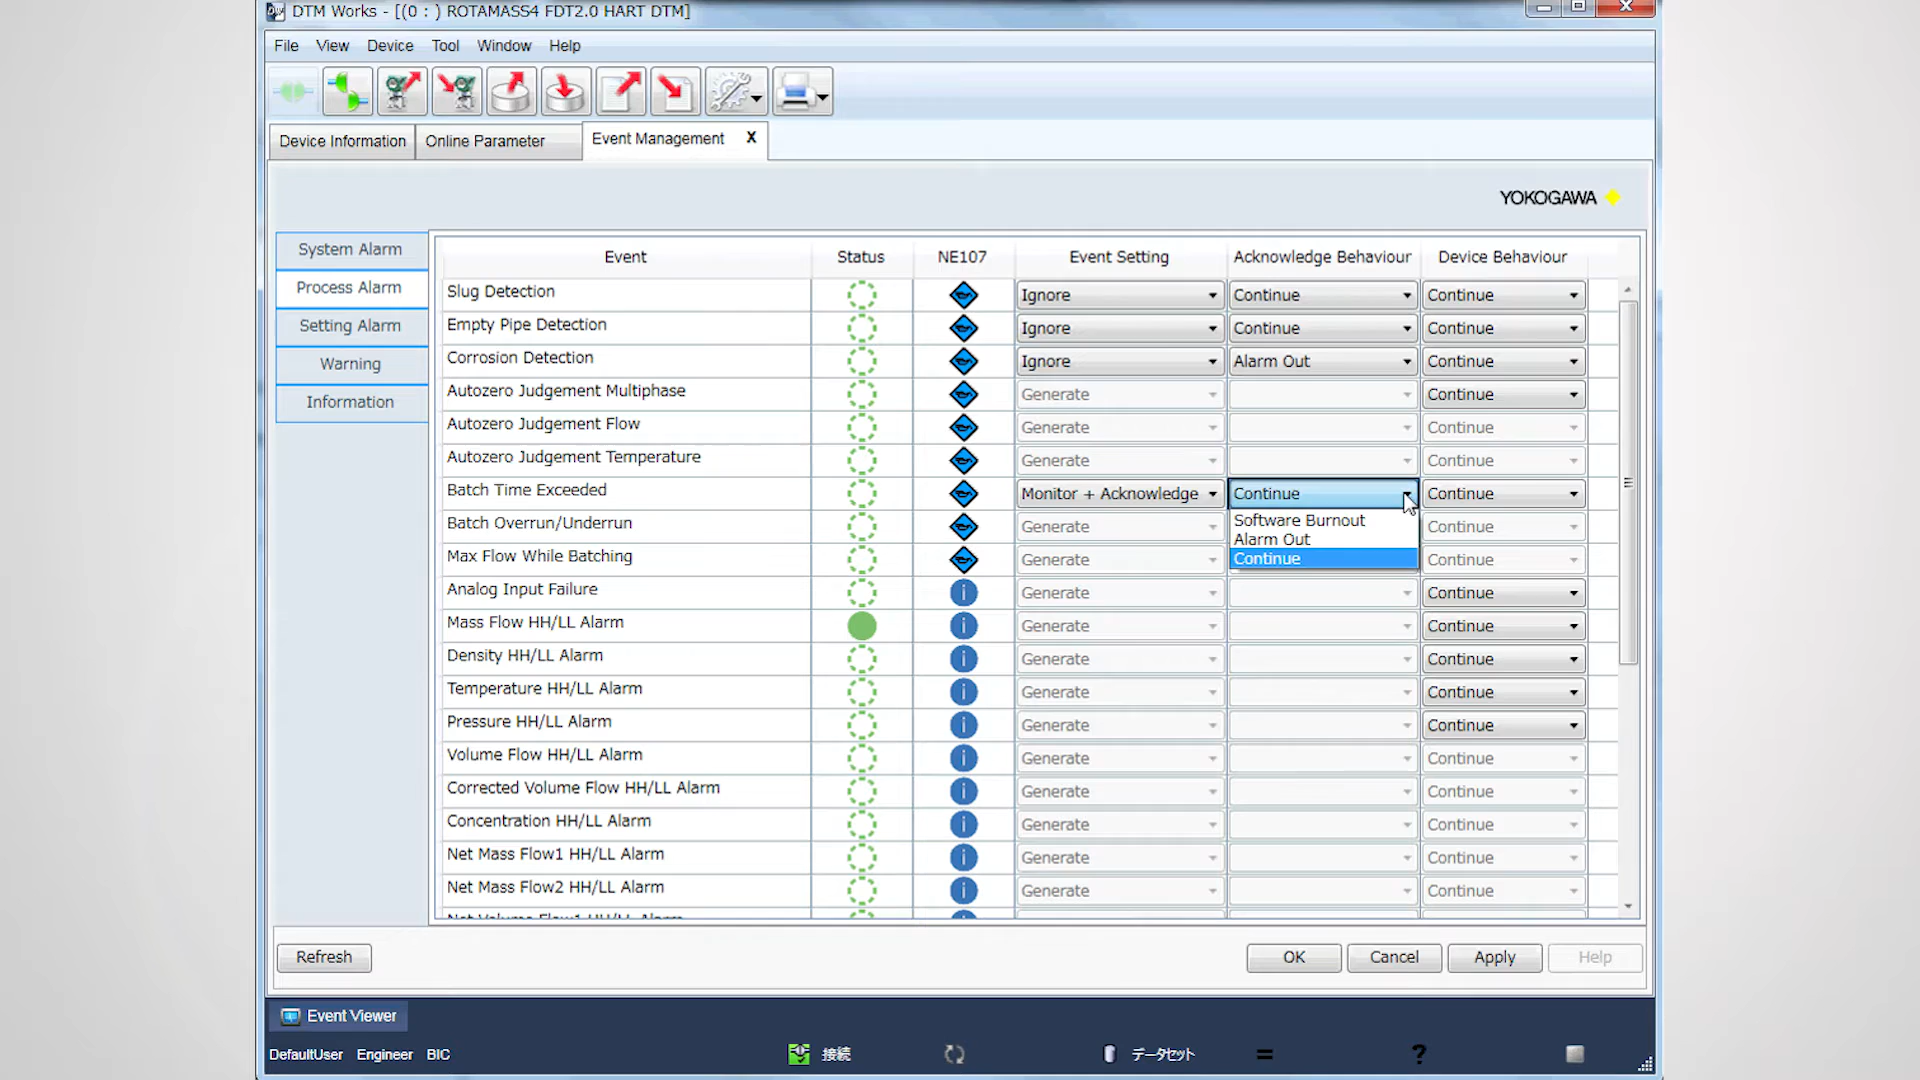 DTM Works - [(0 : ) ROTAMASS4 FDT2.0 HART DTM]
File View Device Tool Window Help
Device Information Online Parameter Event Management X
YOKOGAWA
System Alarm
Process Alarm
Setting Alarm
Warning
Information
Event Status NE107 Event Setting Acknowledge Behaviour Device Behaviour
Slug Detection Ignore Continue Continue
Empty Pipe Detection Ignore Continue Continue
Corrosion Detection Ignore Alarm Out Continue
Autozero Judgement Multiphase Generate Continue
Autozero Judgement Flow Generate Continue
Autozero Judgement Temperature Generate Continue
Batch Time Exceeded Monitor + Acknowledge Continue Continue
Software Burnout
Alarm Out
Continue
Batch Overrun/Underrun Generate Continue
Max Flow While Batching Generate Continue
Analog Input Failure Generate Continue
Mass Flow HH/LL Alarm Generate Continue
Density HH/LL Alarm Generate Continue
Temperature HH/LL Alarm Generate Continue
Pressure HH/LL Alarm Generate Continue
Volume Flow HH/LL Alarm Generate Continue
Corrected Volume Flow HH/LL Alarm Generate Continue
Concentration HH/LL Alarm Generate Continue
Net Mass Flow1 HH/LL Alarm Generate Continue
Net Mass Flow2 HH/LL Alarm Generate Continue
Net Volume Flow1 HH/LL Alarm
Refresh OK Cancel Apply Help
Event Viewer
DefaultUser Engineer BIC 接続 データセット = ?